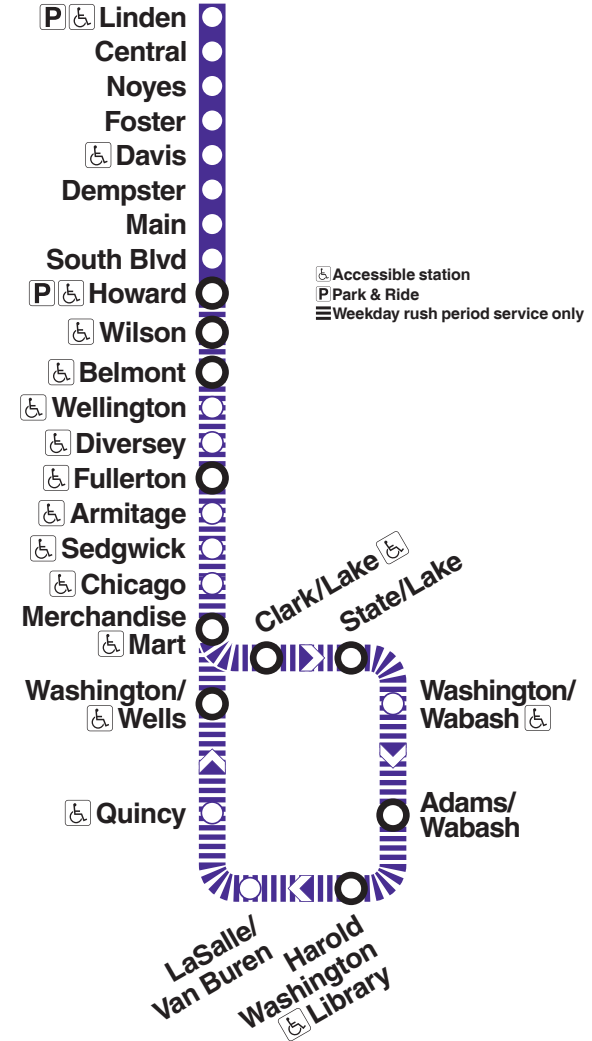 P Linden
Central
Noyes
Foster
Davis
Dempster
Main
South Blvd
P Howard
Wilson
Belmont
Wellington
Diversey
Fullerton
Armitage
Sedgwick
Chicago
Merchandise
Mart
Accessible station
P Park & Ride
Weekday rush period service only
Clark/Lake
State/Lake
Washington/
Wabash
Adams/
Wabash
Harold
Washington
Library
LaSalle/
Van Buren
Quincy
Washington/
Wells